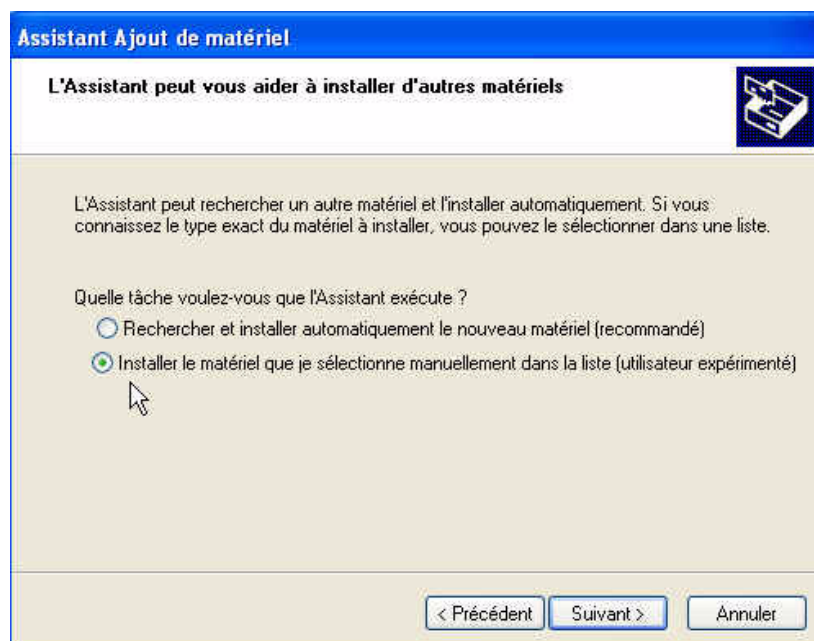 Assistant Ajout de matériel
L'Assistant peut vous aider à installer d'autres matériels
L'Assistant peut rechercher un autre matériel et l'installer automatiquement. Si vous
connaissez le type exact du matériel à installer, vous pouvez le sélectionner dans une liste.
Quelle tâche voulez-vous que l'Assistant exécute ?
Rechercher et installer automatiquement le nouveau matériel (recommandé)
Installer le matériel que je sélectionne manuellement dans la liste (utilisateur expérimenté)
< Précédent Suivant > Annuler